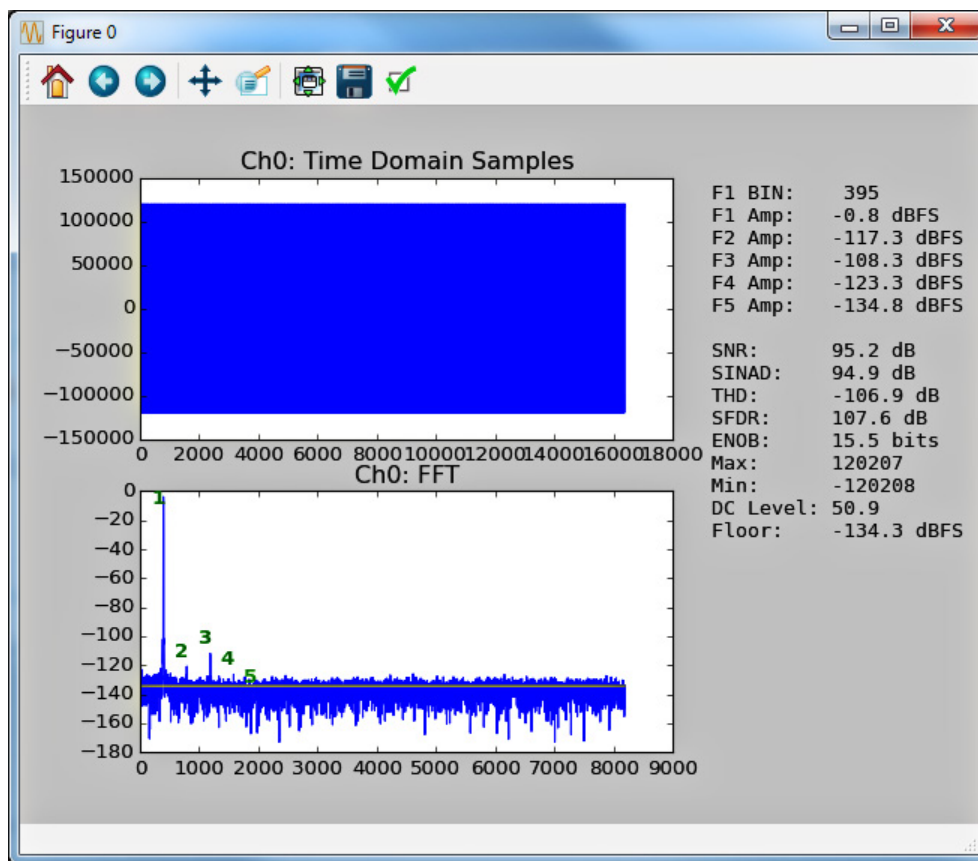 Figure 0
Ch0: Time Domain Samples
150000
100000
50000
0
−50000
−100000
−150000
0 2000 4000 6000 8000 10000 12000 14000 16000 18000
Ch0: FFT
0
−20
−40
−60
−80
−100
−120
−140
−160
−180
1
2
3
4
5
0 1000 2000 3000 4000 5000 6000 7000 8000 9000
F1 BIN: 395
F1 Amp: -0.8 dBFS
F2 Amp: -117.3 dBFS
F3 Amp: -108.3 dBFS
F4 Amp: -123.3 dBFS
F5 Amp: -134.8 dBFS
SNR: 95.2 dB
SINAD: 94.9 dB
THD: -106.9 dB
SFDR: 107.6 dB
ENOB: 15.5 bits
Max: 120207
Min: -120208
DC Level: 50.9
Floor: -134.3 dBFS